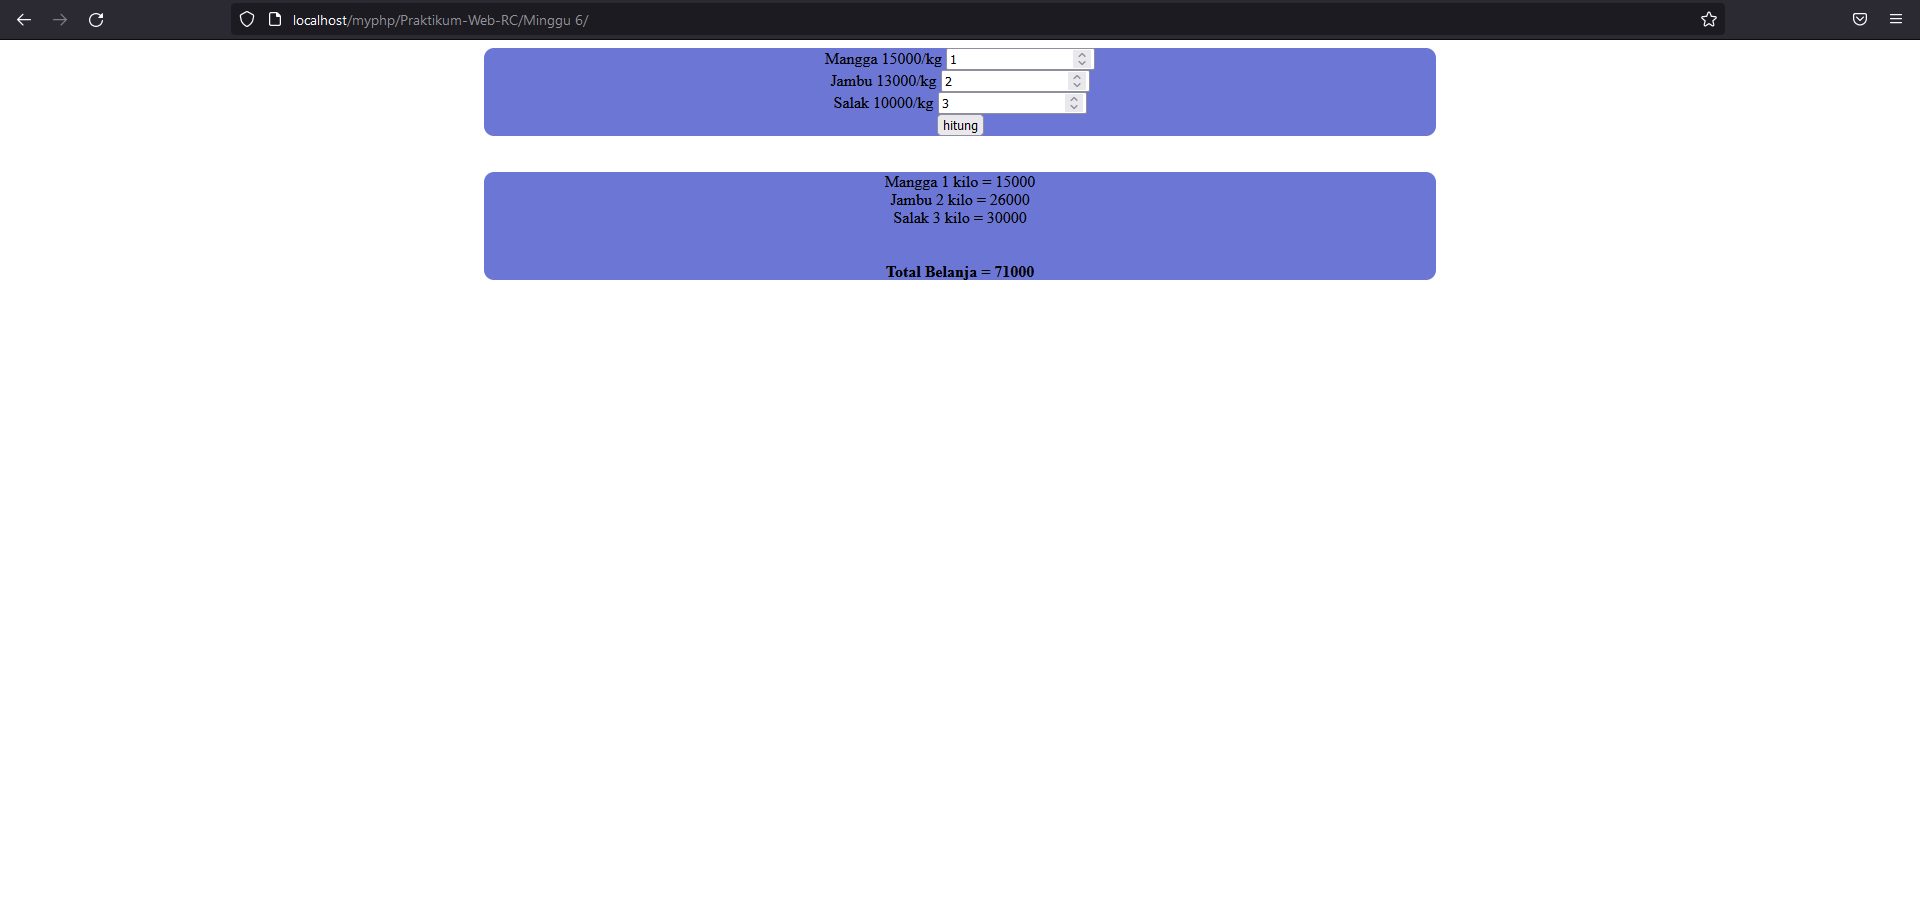 localhost/myphp/Praktikum-Web-RC/Minggu 6/
Mangga 15000/kg 1
Jambu 13000/kg 2
Salak 10000/kg 3
hitung
Mangga 1 kilo = 15000
Jambu 2 kilo = 26000
Salak 3 kilo = 30000
Total Belanja = 71000